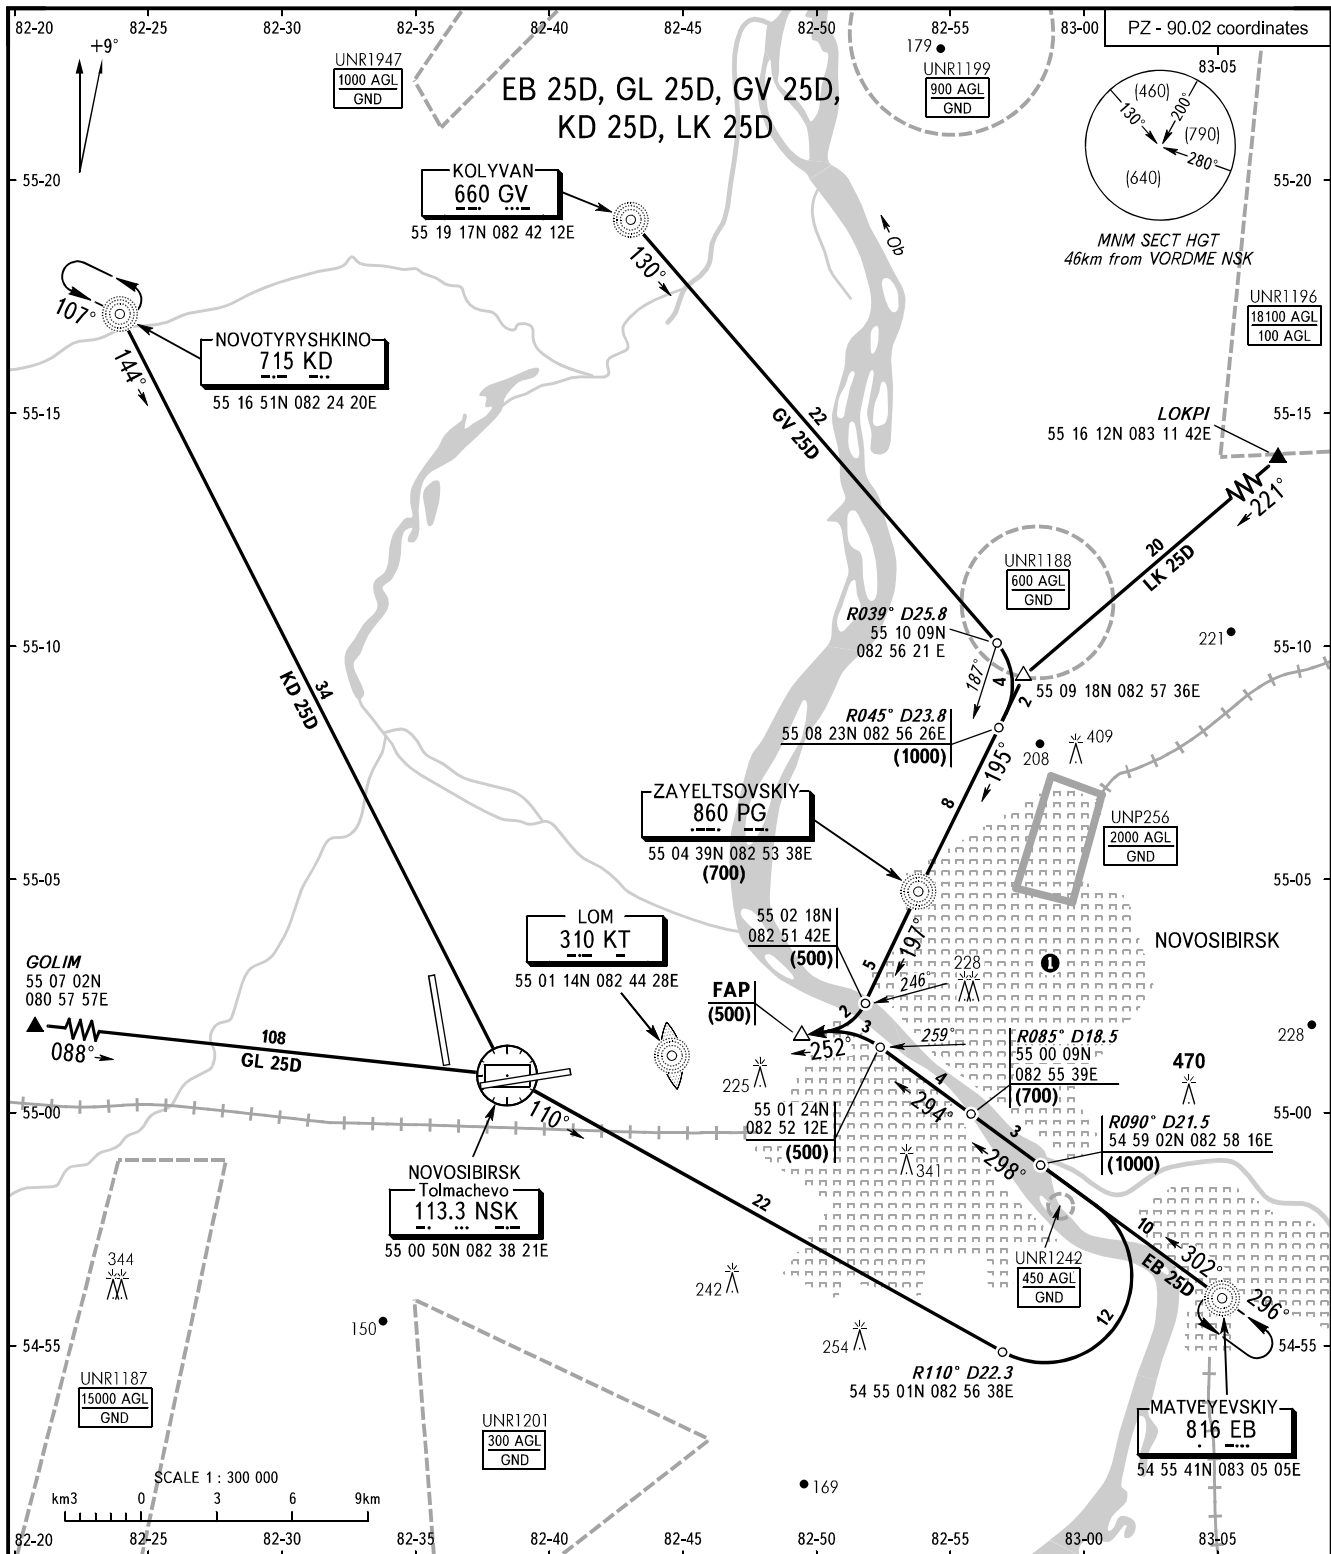 82-20 82-25 82-30 82-40 82-45 82-50 82-55 83-00
PZ - 90.02 coordinates
83-05
+9°
UNR1947
1000 AGL
GND
EB 25D, GL 25D, GV 25D,
KD 25D, LK 25D
179
UNR1199
900 AGL
GND
(460)
130°
200°
(790)
280°
(640)
MNM SECT HGT
46km from VORDME NSK
55-20
55-20
KOLYVAN
660 GV
55 19 17N 082 42 12E
130°
Ob
107°
144°
NOVOTYRYSHKINO
715 KD
55 16 51N 082 24 20E
UNR1196
18100 AGL
100 AGL
55-15
55-15
LOKPI
55 16 12N 083 11 42E
221°
22
GV 25D
20
LK 25D
UNR1188
600 AGL
GND
R039° D25.8
55 10 09N
082 56 21 E
221
55-10
55-10
187°
4
2
55 09 18N 082 57 36E
34
KD 25D
R045° D23.8
55 08 23N 082 56 26E
(1000)
195°
208
409
8
ZAYELTSOVSKIY
860 PG
55 04 39N 082 53 38E
(700)
UNP256
2000 AGL
GND
55-05
55-05
55 02 18N
082 51 42E
(500)
197°
5
NOVOSIBIRSK
1
LOM
310 KT
55 01 14N 082 44 28E
GOLIM
55 07 02N
080 57 57E
088°
108
GL 25D
246°
228
FAP
(500)
2
3
252°
259°
R085° D18.5
55 00 09N
082 55 39E
(700)
228
470
225
4
294°
55 01 24N
082 52 12E
(500)
55-00
55-00
110°
3
298°
R090° D21.5
54 59 02N 082 58 16E
(1000)
341
NOVOSIBIRSK
Tolmachevo
113.3 NSK
55 00 50N 082 38 21E
22
344
242
UNR1242
450 AGL
GND
10
302°
EB 25D
296°
12
150
254
54-55
54-55
R110° D22.3
54 55 01N 082 56 38E
UNR1187
15000 AGL
GND
UNR1201
300 AGL
GND
MATVEYEVSKIY
816 EB
54 55 41N 083 05 05E
SCALE 1 : 300 000
km3 0 3 6 9km
169
82-20 82-25 82-30 82-40 82-45 82-50 82-55 83-00 83-05